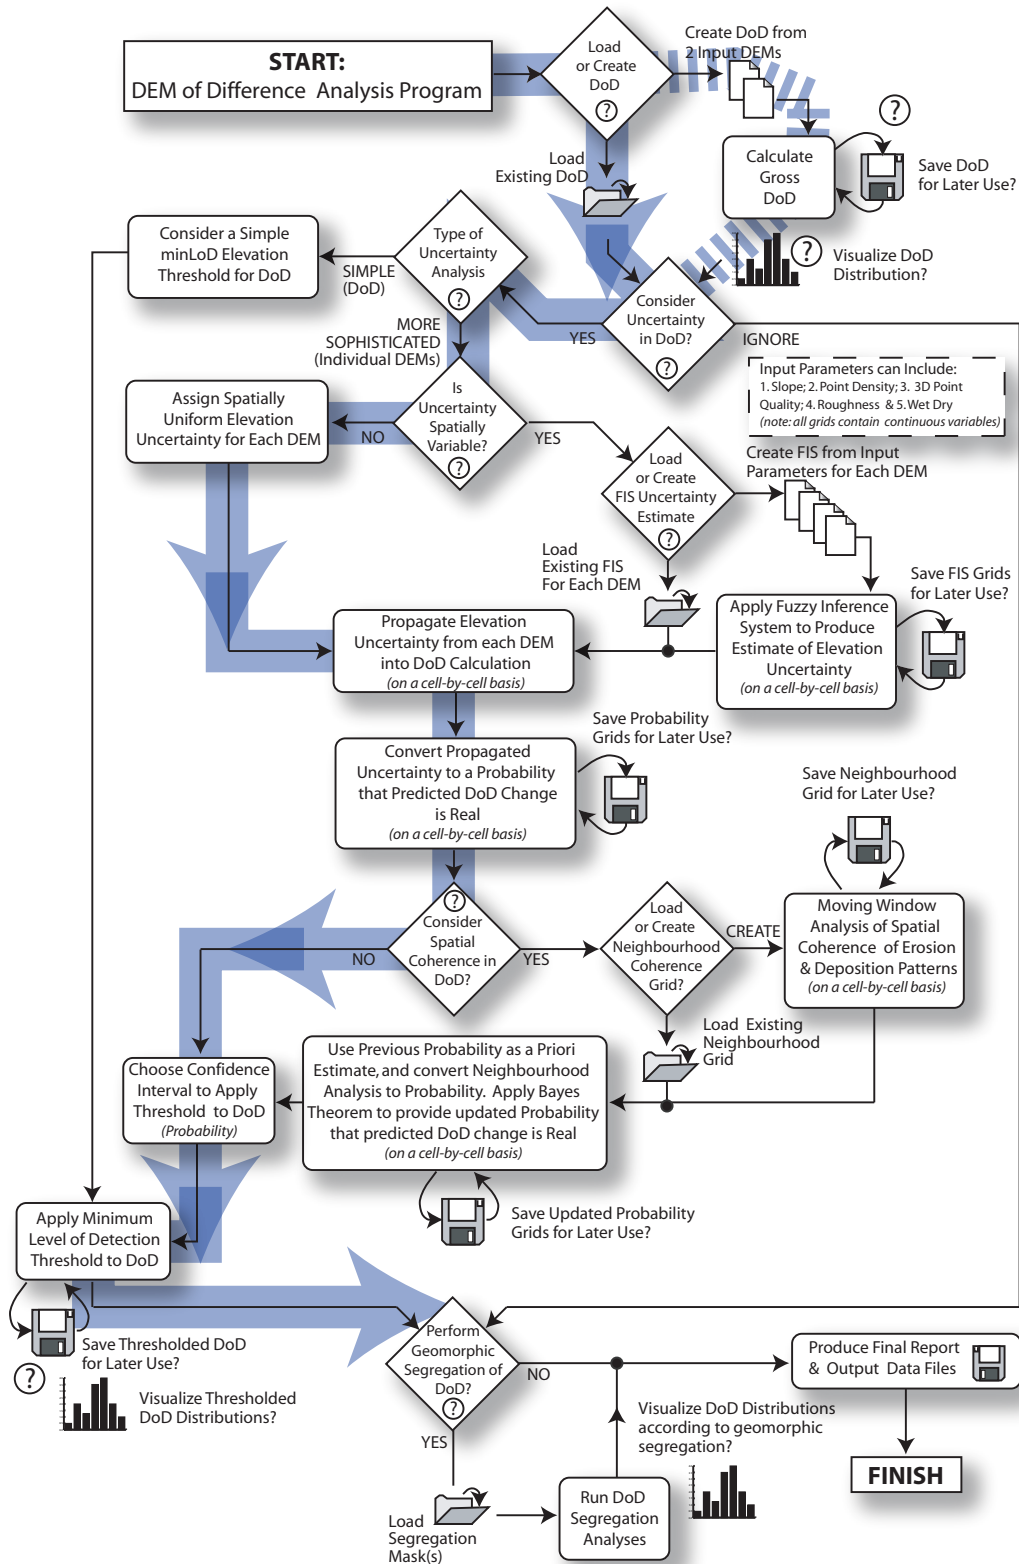 START:
DEM of Difference Analysis Program
Load
or Create
DoD
?
Create DoD from
2 Input DEMs
Load
Existing DoD
Calculate
Gross
DoD
?
Save DoD
for Later Use?
Visualize DoD
Distribution?
?
Consider a Simple
minLoD Elevation
Threshold for DoD
SIMPLE
(DoD)
Type of
Uncertainty
Analysis
?
Consider
Uncertainty
in DoD?
?
YES
IGNORE
MORE
SOPHISTICATED
(Individual DEMs)
Input Parameters can Include:
1. Slope; 2. Point Density; 3. 3D Point
Quality; 4. Roughness & 5. Wet Dry
(note: all grids contain continuous variables)
Assign Spatially
Uniform Elevation
Uncertainty for Each DEM
NO
Is
Uncertainty
Spatially
Variable?
?
YES
Load
or Create
FIS Uncertainty
Estimate
?
Create FIS from Input
Parameters for Each DEM
Load
Existing FIS
For Each DEM
Save FIS Grids
for Later Use?
Apply Fuzzy Inference
System to Produce
Estimate of Elevation
Uncertainty
(on a cell-by-cell basis)
Propagate Elevation
Uncertainty from each DEM
into DoD Calculation
(on a cell-by-cell basis)
Save Probability
Grids for Later Use?
Convert Propagated
Uncertainty to a Probability
that Predicted DoD Change
is Real
(on a cell-by-cell basis)
Save Neighbourhood
Grid for Later Use?
?
Consider
Spatial
Coherence in
DoD?
NO
YES
Load
or Create
Neighbourhood
Coherence
Grid?
CREATE
Moving Window
Analysis of Spatial
Coherence of Erosion
& Deposition Patterns
(on a cell-by-cell basis)
Load Existing
Neighbourhood
Grid
Choose Confidence
Interval to Apply
Threshold to DoD
(Probability)
Use Previous Probability as a Priori
Estimate, and convert Neighbourhood
Analysis to Probability. Apply Bayes
Theorem to provide updated Probability
that predicted DoD change is Real
(on a cell-by-cell basis)
Save Updated Probability
Grids for Later Use?
Apply Minimum
Level of Detection
Threshold to DoD
Save Thresholded DoD
for Later Use?
?
Visualize Thresholded
DoD Distributions?
Perform
Geomorphic
Segregation of
DoD?
?
NO
YES
Produce Final Report
& Output Data Files
Visualize DoD Distributions
according to geomorphic
segregation?
FINISH
Load
Segregation
Mask(s)
Run DoD
Segregation
Analyses